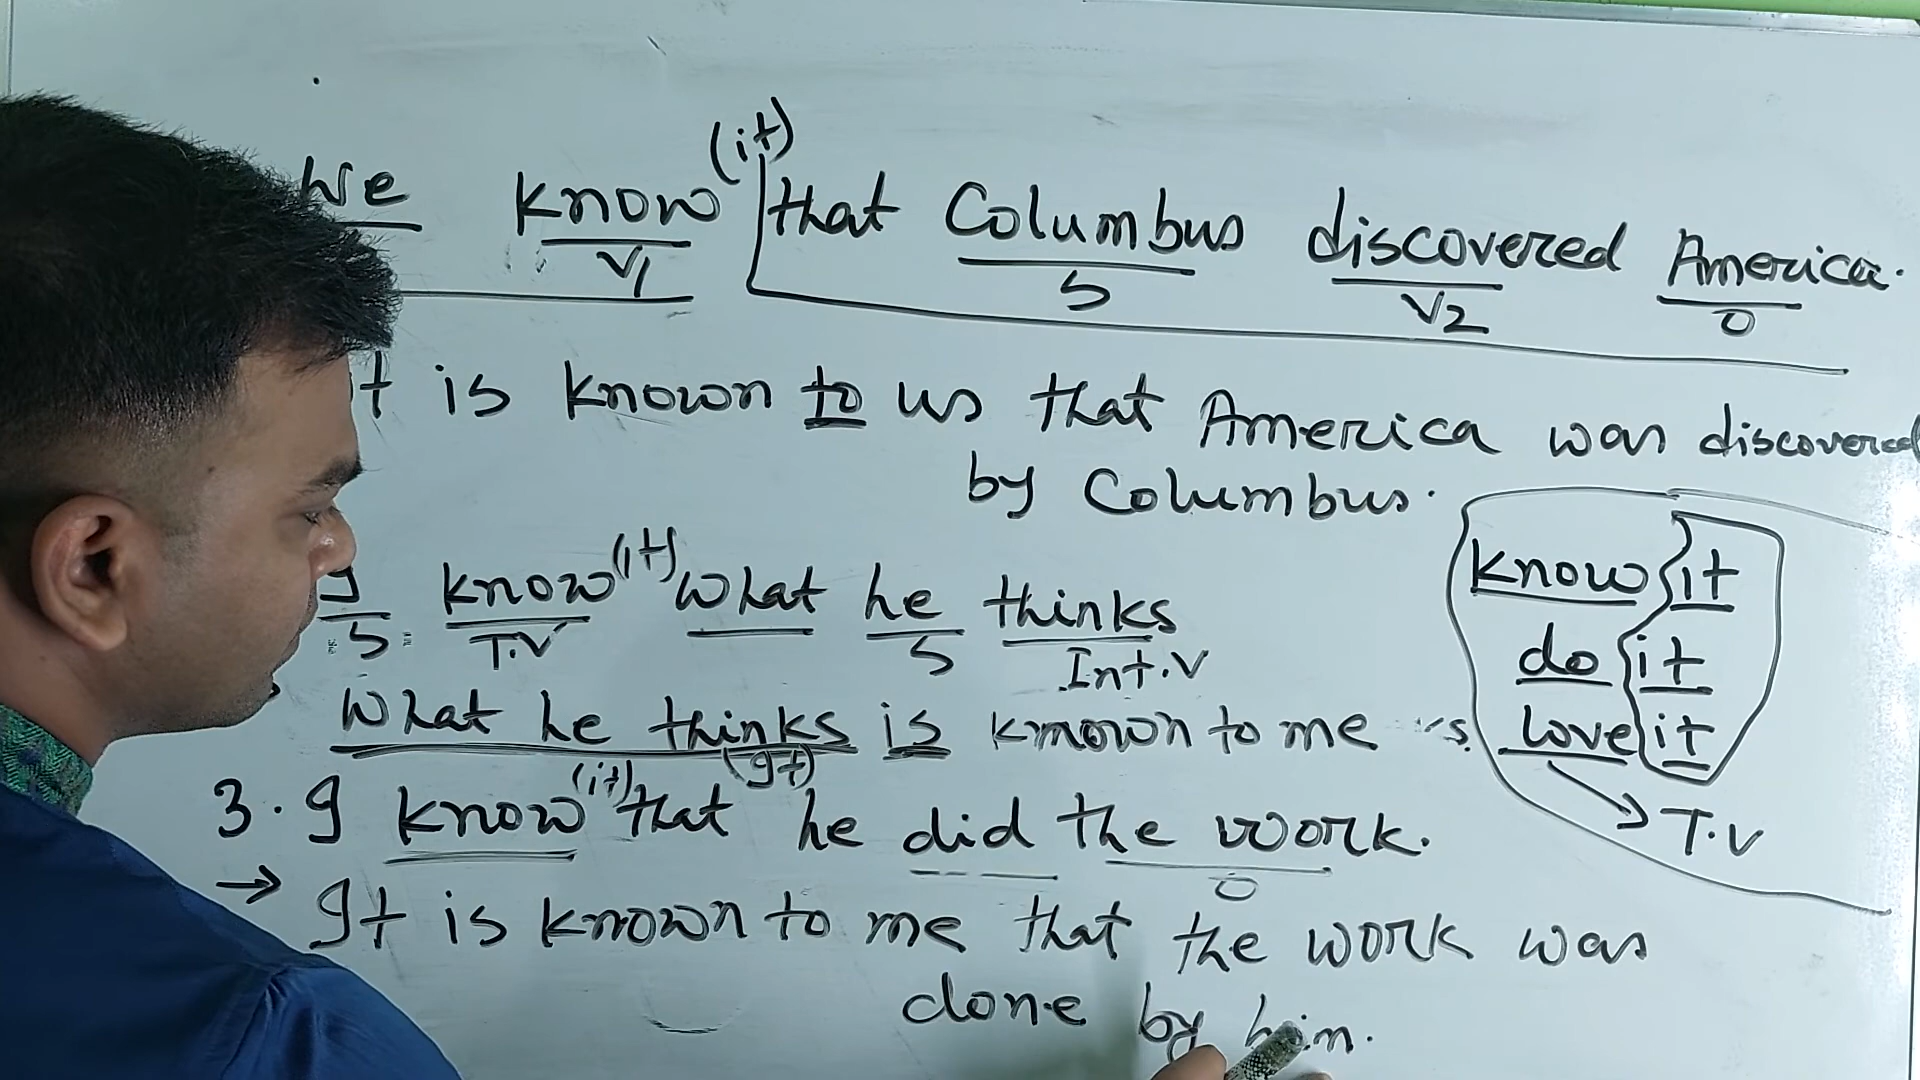 (it)
We know that Columbus discovered America.
V1 S V2 O
It is known to us that America was discovered
by Columbus.
(it)
I know what he thinks
S T.V S Int.V
What he thinks is known to me
(it) (It)
3. I know that he did the work.
O
→ It is known to me that the work was
done by him.
know it
do it
love it
→ T.V